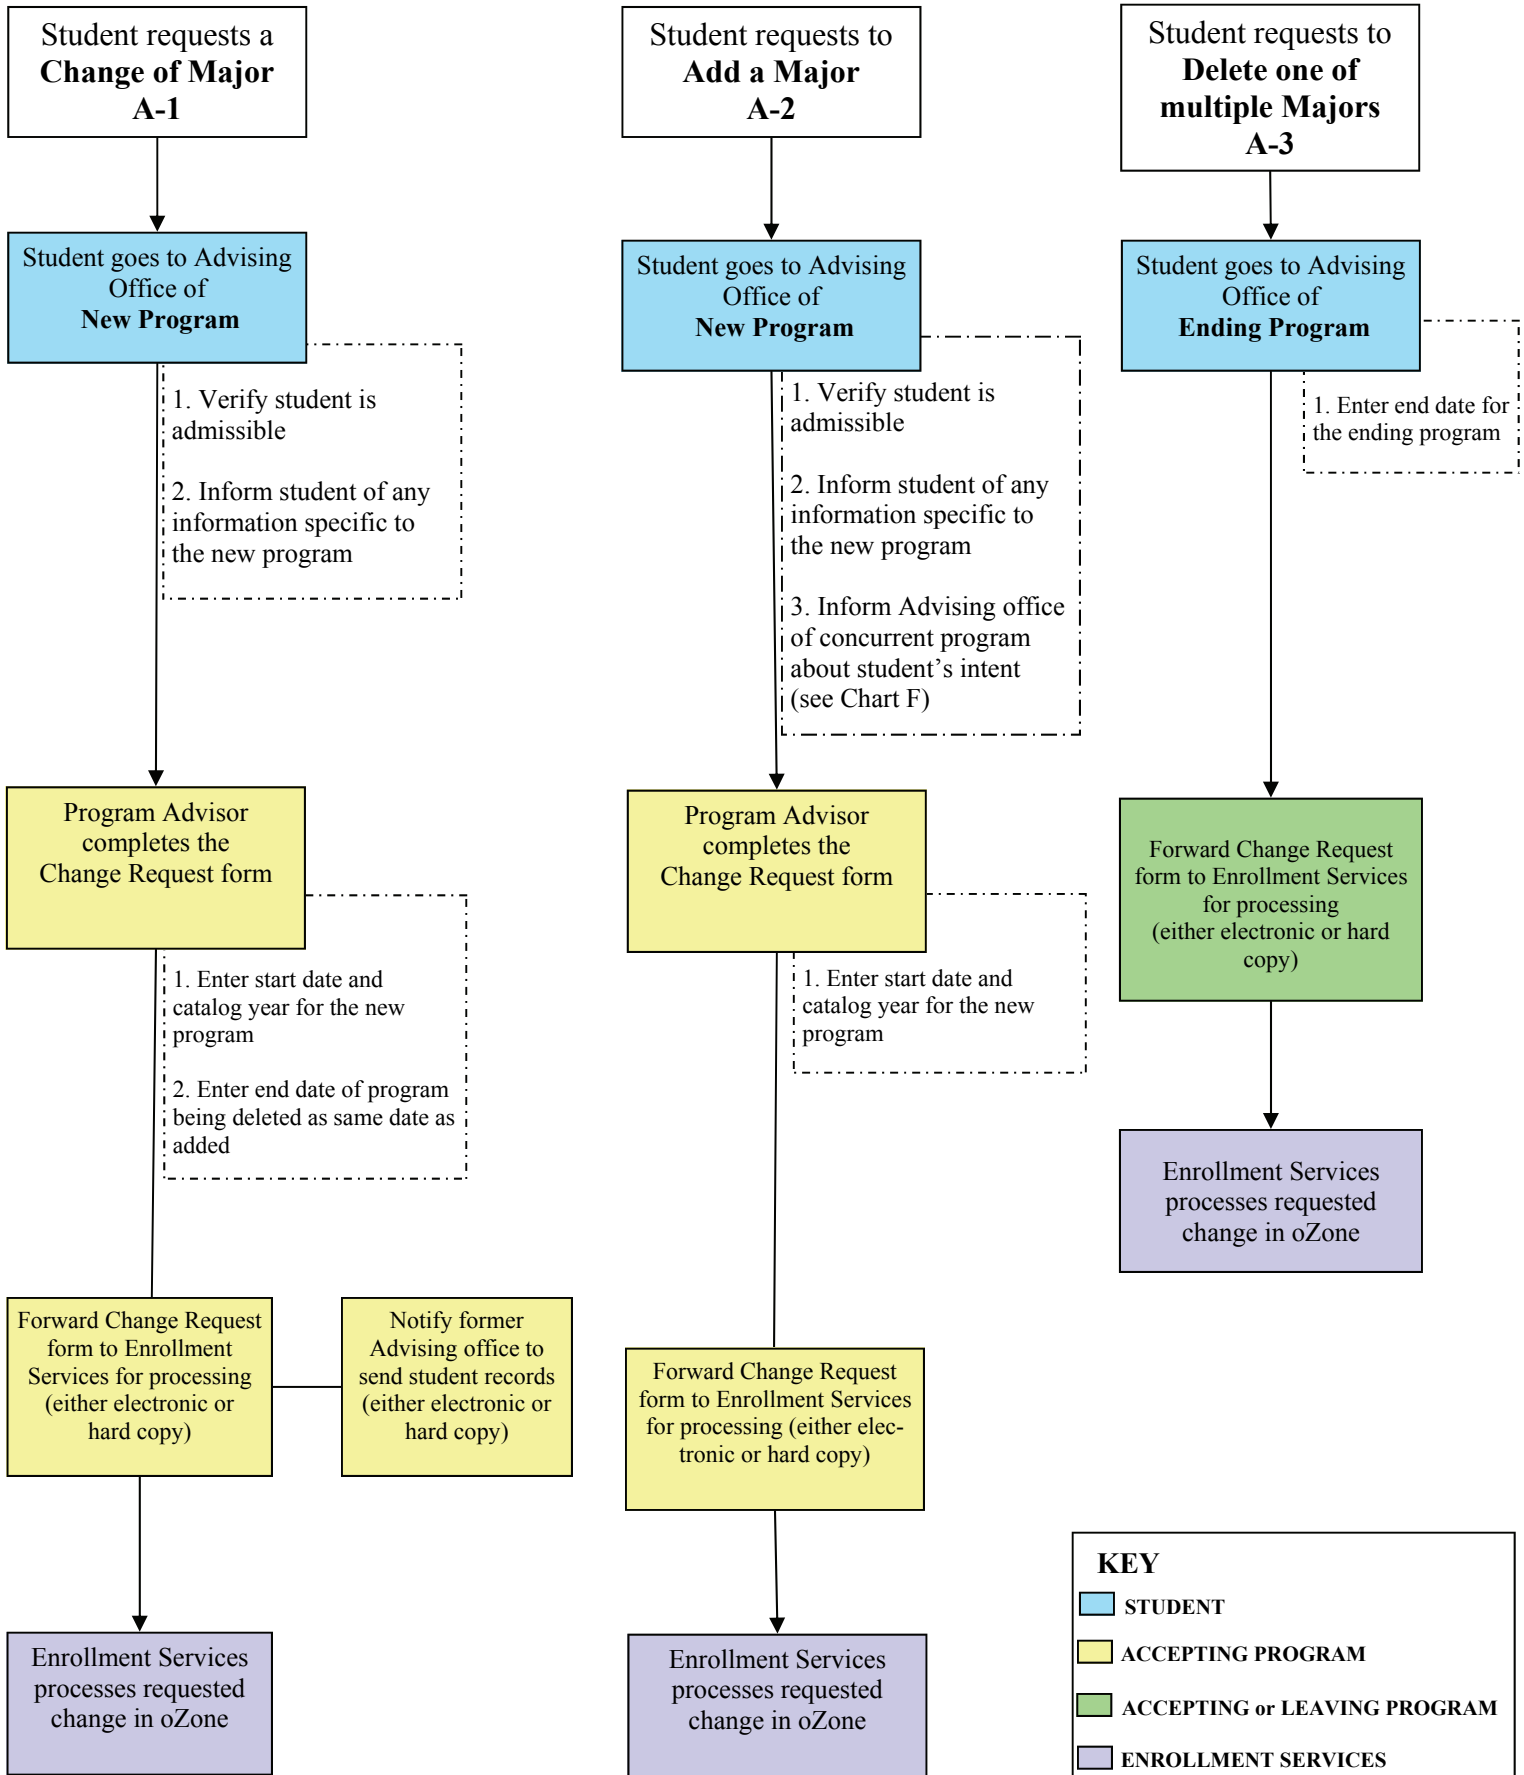 Student requests a
Change of Major
A-1
Student goes to Advising
Office of
New Program
1. Verify student is
admissible
2. Inform student of any
information specific to
the new program
Program Advisor
completes the
Change Request form
1. Enter start date and
catalog year for the new
program
2. Enter end date of program
being deleted as same date as
added
Forward Change Request
form to Enrollment
Services for processing
(either electronic or
hard copy)
Notify former
Advising office to
send student records
(either electronic or
hard copy)
Enrollment Services
processes requested
change in oZone
Student requests to
Add a Major
A-2
Student goes to Advising
Office of
New Program
1. Verify student is
admissible
2. Inform student of any
information specific to
the new program
3. Inform Advising office
of concurrent program
about student’s intent
(see Chart F)
Program Advisor
completes the
Change Request form
1. Enter start date and
catalog year for the new
program
Forward Change Request
form to Enrollment Services
for processing (either elec-
tronic or hard copy)
Enrollment Services
processes requested
change in oZone
Student requests to
Delete one of
multiple Majors
A-3
Student goes to Advising
Office of
Ending Program
1. Enter end date for
the ending program
Forward Change Request
form to Enrollment Services
for processing
(either electronic or hard
copy)
Enrollment Services
processes requested
change in oZone
KEY
STUDENT
ACCEPTING PROGRAM
ACCEPTING or LEAVING PROGRAM
ENROLLMENT SERVICES